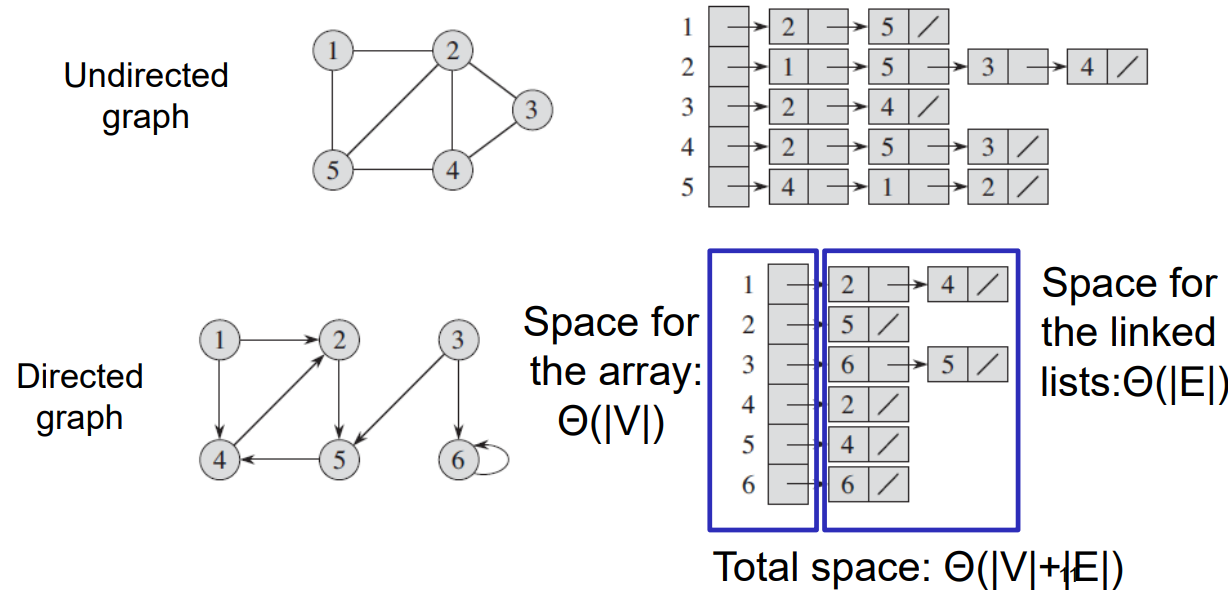 Undirected
graph
1 2
3
5 4
1 2 5 /
2 1 5 3 4 /
3 2 4 /
4 2 5 3 /
5 4 1 2 /
Directed
graph
1 2 3
4 5 6
Space for
the array:
Θ(|V|)
1 2 4 /
2 5 /
3 6 5 /
4 2 /
5 4 /
6 6 /
Space for
the linked
lists:Θ(|E|)
Total space: Θ(|V|+|E|)
11